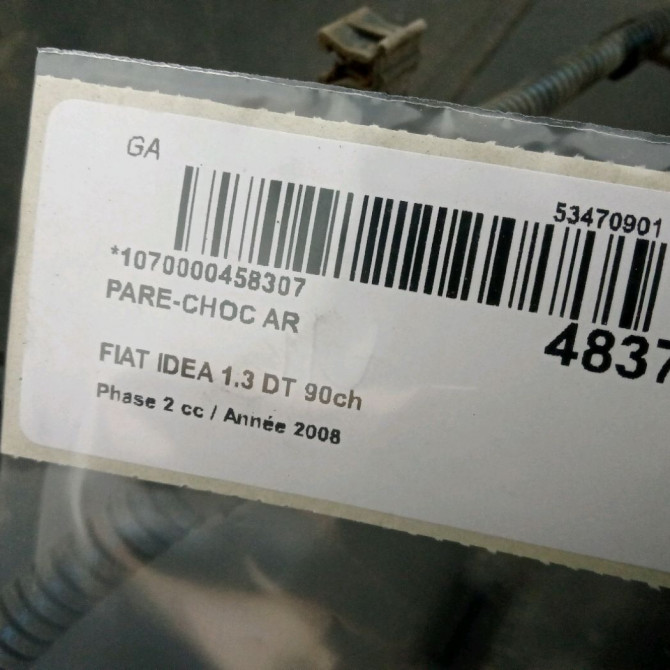 GA
53470901
*1070000458307
PARE-CHOC AR
4837
FIAT IDEA 1.3 DT 90ch
Phase 2 cc / Année 2008